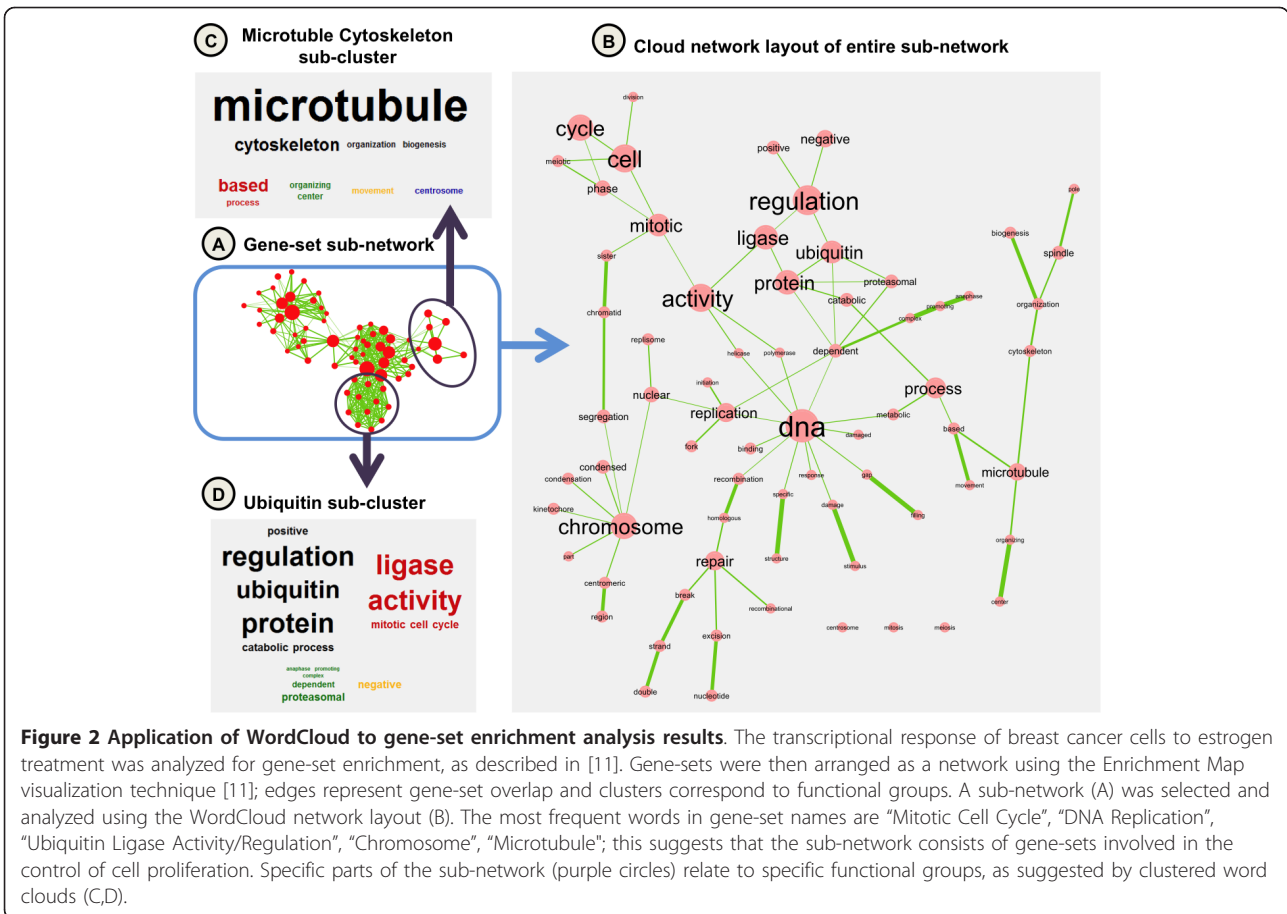 C Microtuble Cytoskeleton
sub-cluster
microtubule
cytoskeleton organization biogenesis
based
process
organizing
center
movement
centrosome
A Gene-set sub-network
D Ubiquitin sub-cluster
positive
regulation
ubiquitin
protein
catabolic process
ligase
activity
mitotic cell cycle
anaphase promoting
complex
dependent
proteasomal
negative
B Cloud network layout of entire sub-network
division
cycle
cell
meiotic
phase
mitotic
sister
chromatid
segregation
positive
negative
regulation
ligase
ubiquitin
protein
proteasomal
catabolic
activity
complex
promoting
anaphase
dependent
helicase
polymerase
replisome
nuclear
initiation
replication
fork
binding
dna
damaged
metabolic
process
based
movement
pole
biogenesis
spindle
organization
cytoskeleton
microtubule
organizing
center
condensed
condensation
kinetochore
chromosome
part
centromeric
region
recombination
homologous
specific
structure
response
damage
stimulus
gap
filling
repair
break
strand
double
excision
nucleotide
recombinational
centrosome
mitosis
meiosis
Figure 2 Application of WordCloud to gene-set enrichment analysis results. The transcriptional response of breast cancer cells to estrogen
treatment was analyzed for gene-set enrichment, as described in [11]. Gene-sets were then arranged as a network using the Enrichment Map
visualization technique [11]; edges represent gene-set overlap and clusters correspond to functional groups. A sub-network (A) was selected and
analyzed using the WordCloud network layout (B). The most frequent words in gene-set names are “Mitotic Cell Cycle”, “DNA Replication”,
“Ubiquitin Ligase Activity/Regulation”, “Chromosome”, “Microtubule"; this suggests that the sub-network consists of gene-sets involved in the
control of cell proliferation. Specific parts of the sub-network (purple circles) relate to specific functional groups, as suggested by clustered word
clouds (C,D).